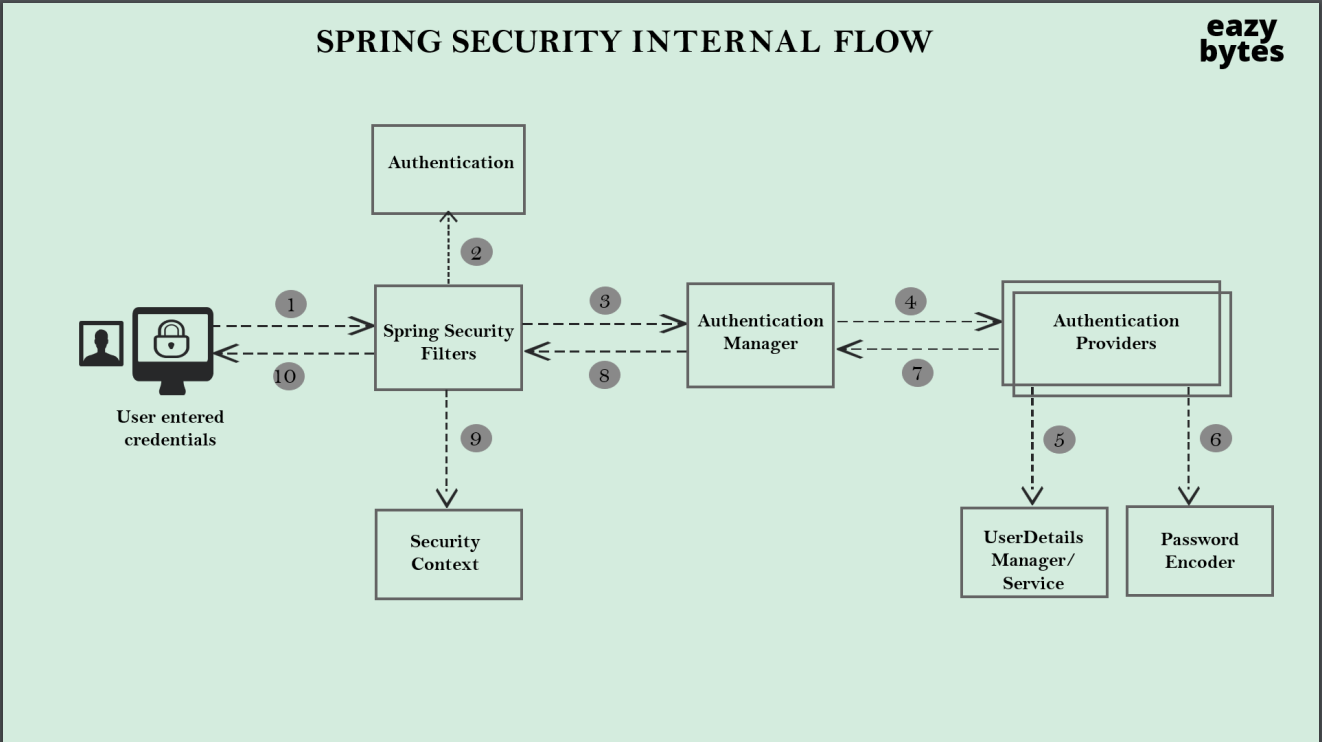 SPRING SECURITY INTERNAL FLOW
eazy
bytes
Authentication
2
1
3
4
Spring Security
Filters
Authentication
Manager
Authentication
Providers
10
8
7
User entered
credentials
9
5
6
Security
Context
UserDetails
Manager/
Service
Password
Encoder